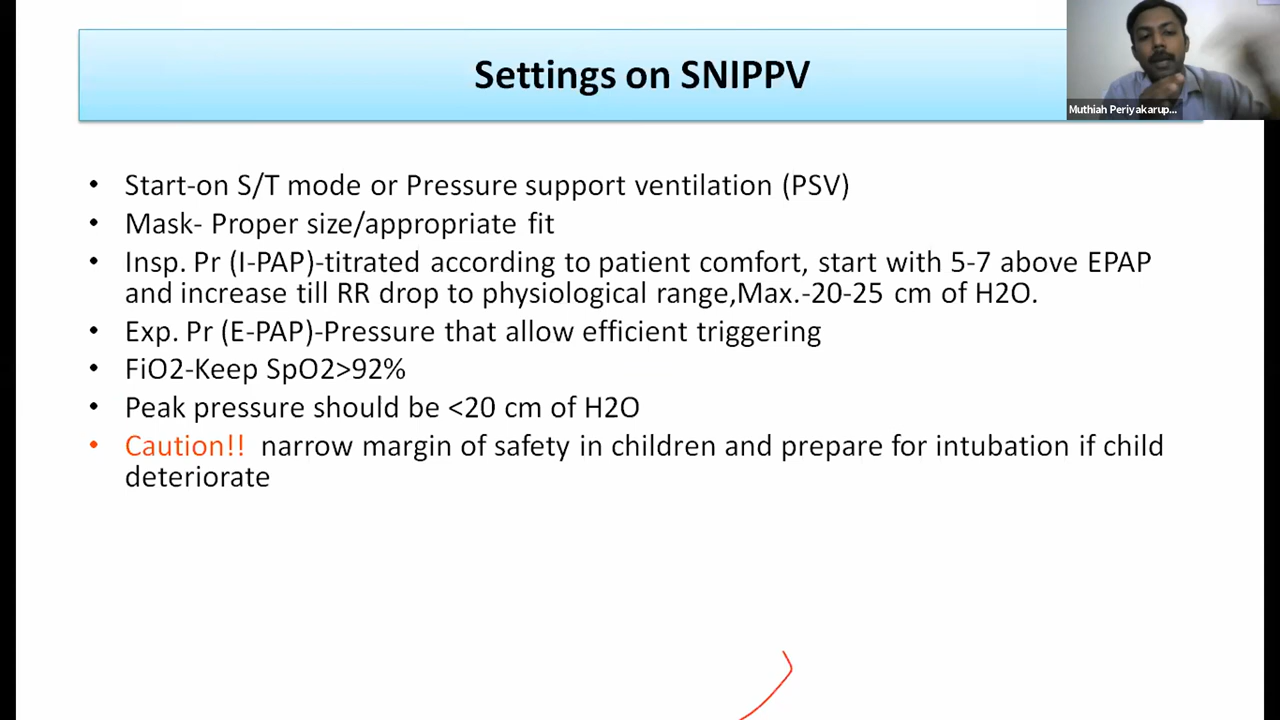 Settings on SNIPPV
Muthiah Periyakarup...
• Start-on S/T mode or Pressure support ventilation (PSV)
• Mask- Proper size/appropriate fit
• Insp. Pr (I-PAP)-titrated according to patient comfort, start with 5-7 above EPAP
and increase till RR drop to physiological range,Max.-20-25 cm of H2O.
• Exp. Pr (E-PAP)-Pressure that allow efficient triggering
• FiO2-Keep SpO2>92%
• Peak pressure should be <20 cm of H2O
• Caution!! narrow margin of safety in children and prepare for intubation if child
deteriorate